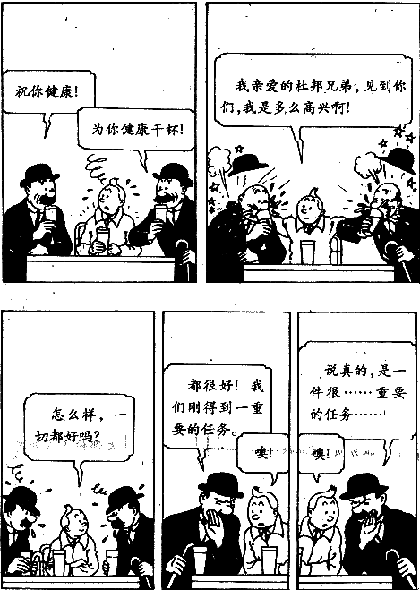 祝你健康!
为你健康干杯!
我亲爱的杜邦兄弟,见到你
们,我是多么高兴啊!
怎么样,一
切都好吗?
都很好!我
们刚得到一重
要的任务。
噢!
说真的,是一
件很……重要
的任务……!
噢!